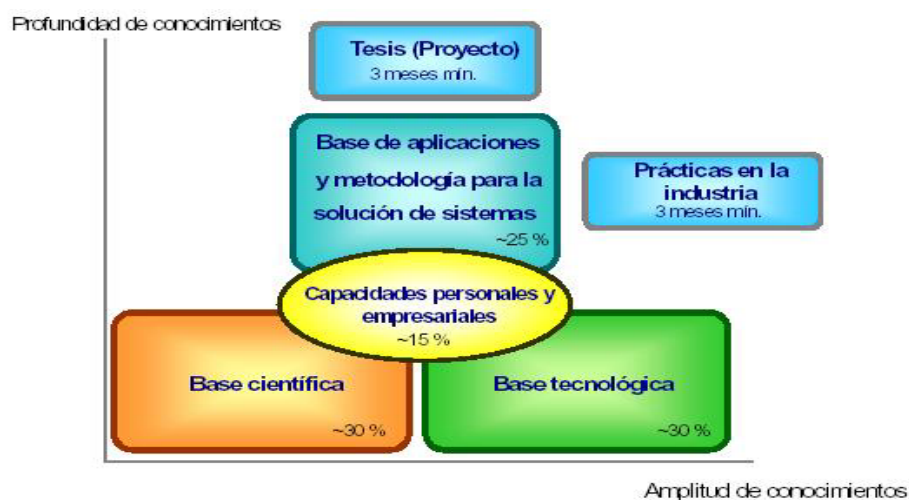 Profundidad de conocimientos
Tesis (Proyecto)
3 meses mín.
Base de aplicaciones
y metodología para la
solución de sistemas
~25 %
Prácticas en la
industria
3 meses mín.
Capacidades personales y
empresariales
~15 %
Base científica
~30 %
Base tecnológica
~30 %
Amplitud de conocimientos